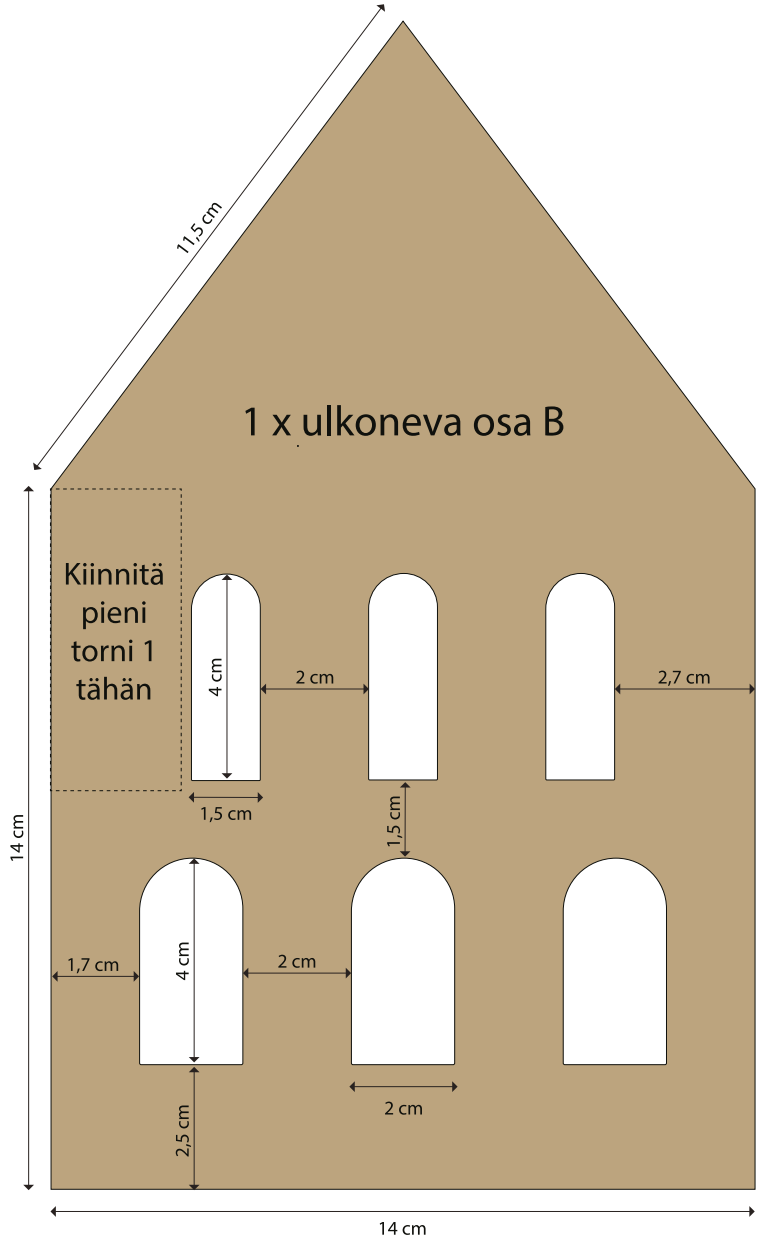 11,5 cm
1 x ulkoneva osa B
Kiinnitä
pieni
torni 1
tähän
4 cm
2 cm
2,7 cm
1,5 cm
1,5 cm
14 cm
1,7 cm
4 cm
2 cm
2 cm
2,5 cm
14 cm